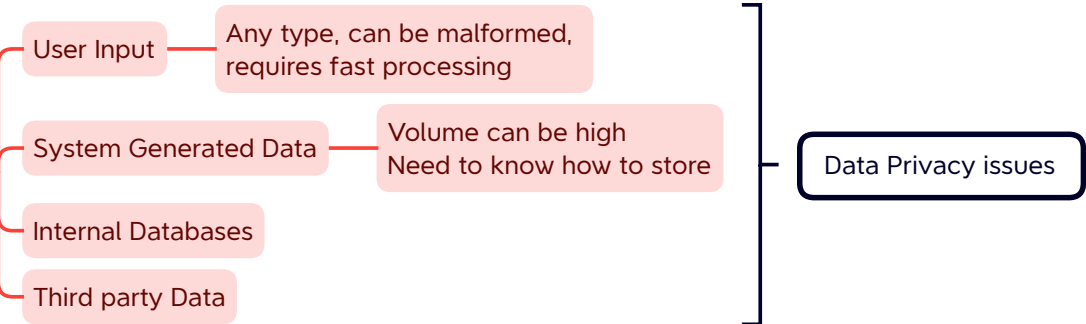 User Input
Any type, can be malformed,
requires fast processing
System Generated Data
Volume can be high
Need to know how to store
Data Privacy issues
Internal Databases
Third party Data